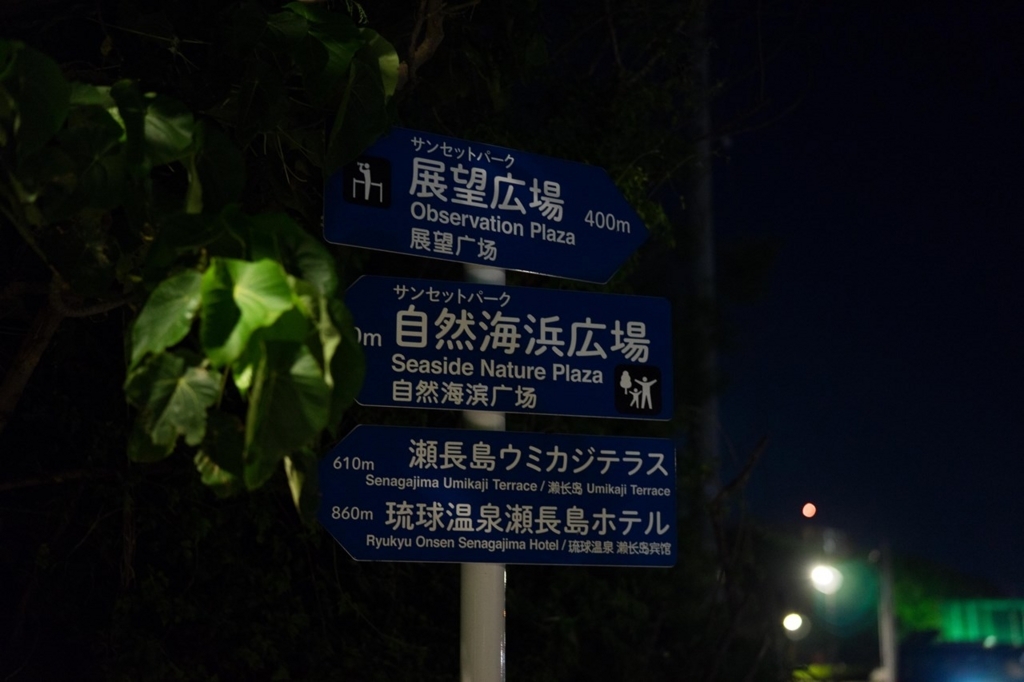 サンセットパーク
展望広場 400m
Observation Plaza
展望广场
サンセットパーク
自然海浜広場
Seaside Nature Plaza
自然海滨广场
610m 瀬長島ウミカジテラス
Senagajima Umikaji Terrace / 濑长岛 Umikaji Terrace
860m 琉球温泉瀬長島ホテル
Ryukyu Onsen Senagajima Hotel / 琉球温泉 濑长岛宾馆